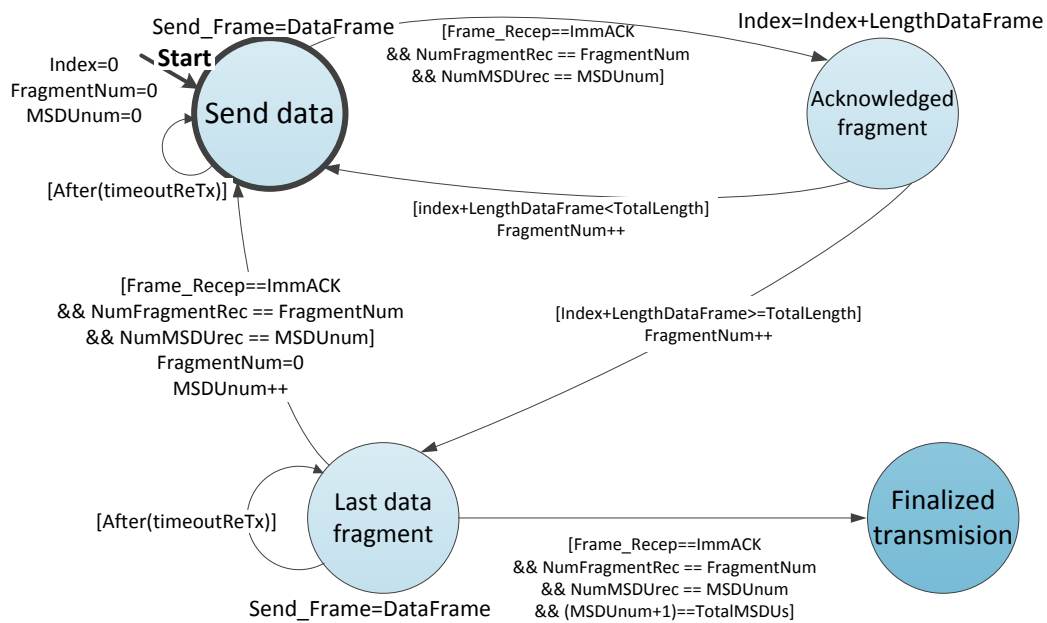 Send_Frame=DataFrame
Start
Index=0
FragmentNum=0
MSDUnum=0
Send data
[After(timeoutReTx)]
[Frame_Recep==ImmACK
&& NumFragmentRec == FragmentNum
&& NumMSDUrec == MSDUnum]
Index=Index+LengthDataFrame
Acknowledged
fragment
[index+LengthDataFrame<TotalLength]
FragmentNum++
[Frame_Recep==ImmACK
&& NumFragmentRec == FragmentNum
&& NumMSDUrec == MSDUnum]
FragmentNum=0
MSDUnum++
[Index+LengthDataFrame>=TotalLength]
FragmentNum++
[After(timeoutReTx)]
Last data
fragment
Send_Frame=DataFrame
[Frame_Recep==ImmACK
&& NumFragmentRec == FragmentNum
&& NumMSDUrec == MSDUnum
&& (MSDUnum+1)==TotalMSDUs]
Finalized
transmision